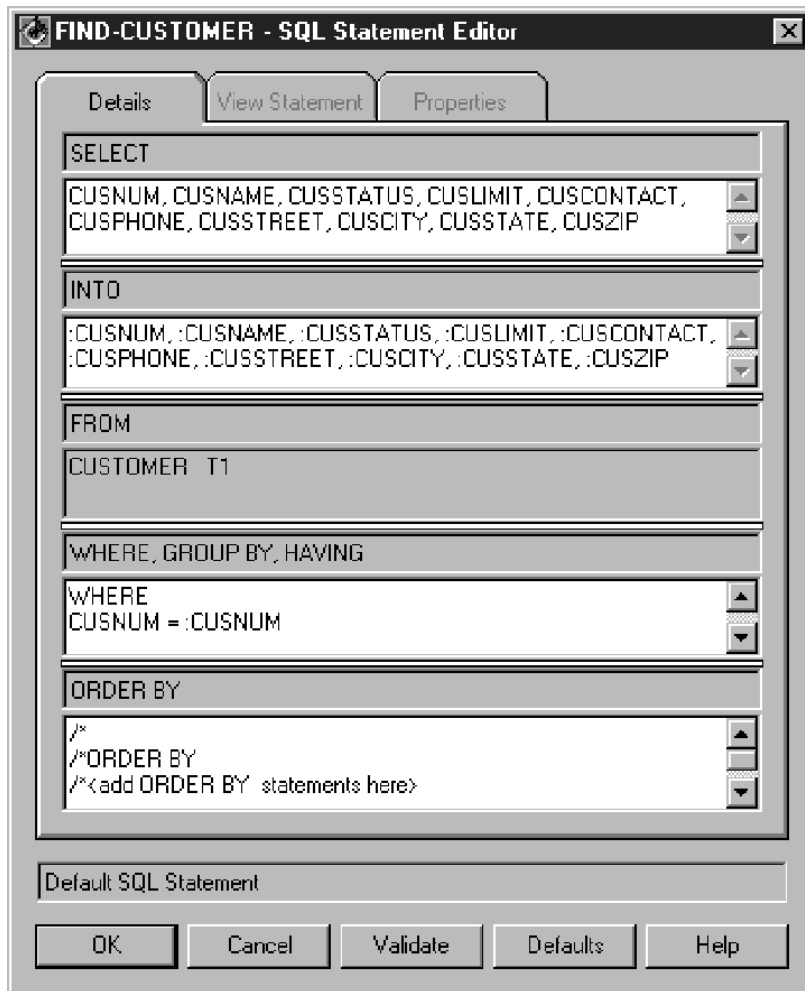 FIND-CUSTOMER - SQL Statement Editor
Details View Statement Properties
SELECT
CUSNUM, CUSNAME, CUSSTATUS, CUSLIMIT, CUSCONTACT,
CUSPHONE, CUSSTREET, CUSCITY, CUSSTATE, CUSZIP
INTO
:CUSNUM, :CUSNAME, :CUSSTATUS, :CUSLIMIT, :CUSCONTACT,
:CUSPHONE, :CUSSTREET, :CUSCITY, :CUSSTATE, :CUSZIP
FROM
CUSTOMER T1
WHERE, GROUP BY, HAVING
WHERE
CUSNUM = :CUSNUM
ORDER BY
/*
/*ORDER BY
/*<add ORDER BY statements here>
Default SQL Statement
OK Cancel Validate Defaults Help